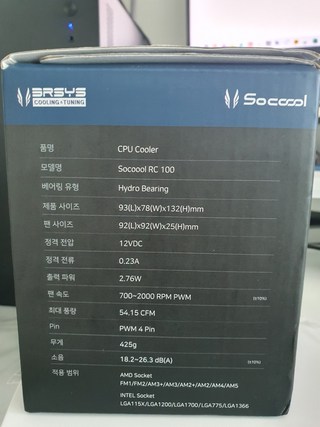 3RSYS
COOLING+TUNING
Socoool
품명 CPU Cooler
모델명 Socoool RC 100
베어링 유형 Hydro Bearing
제품 사이즈 93(L)x78(W)x132(H)mm
팬 사이즈 92(L)x92(W)x25(H)mm
정격 전압 12VDC
정격 전류 0.23A
출력 파워 2.76W
팬 속도 700~2000 RPM PWM (±10%)
최대 풍량 54.15 CFM
Pin PWM 4 Pin
무게 425g
소음 18.2~26.3 dB(A) (±10%)
적용 범위 AMD Socket
FM1/FM2/AM3+/AM3/AM2+/AM2/AM4/AM5
INTEL Socket
LGA115X/LGA1200/LGA1700/LGA775/LGA1366